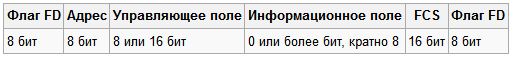 Флаг FD Адрес Управляющее поле Информационное поле FCS Флаг FD
8 бит 8 бит 8 или 16 бит 0 или более бит, кратно 8 16 бит 8 бит